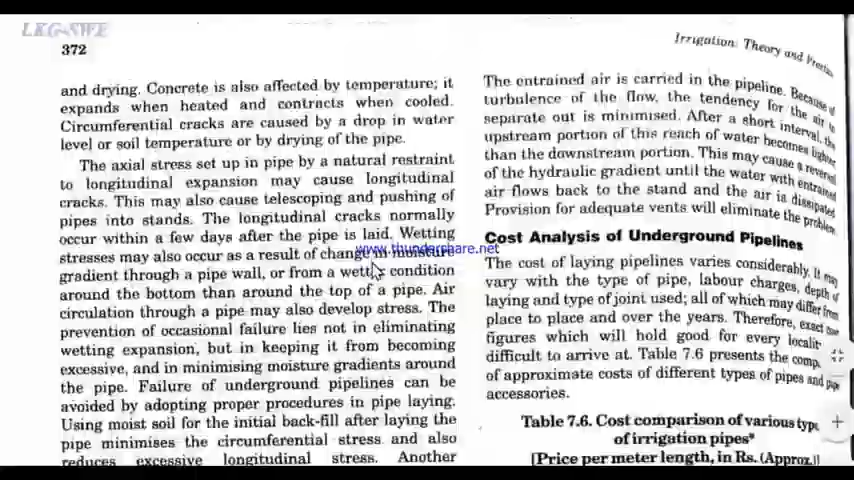 LKG-SWE
372
Irrigation: Theory and Practice
and drying. Concrete is also affected by temperature; it
expands when heated and contracts when cooled.
Circumferential cracks are caused by a drop in water
level or soil temperature or by drying of the pipe.
The axial stress set up in pipe by a natural restraint
to longitudinal expansion may cause longitudinal
cracks. This may also cause telescoping and pushing of
pipes into stands. The longitudinal cracks normally
occur within a few days after the pipe is laid. Wetting
stresses may also occur as a result of change in moisture
gradient through a pipe wall, or from a wetter condition
around the bottom than around the top of a pipe. Air
circulation through a pipe may also develop stress. The
prevention of occasional failure lies not in eliminating
wetting expansion, but in keeping it from becoming
excessive, and in minimising moisture gradients around
the pipe. Failure of underground pipelines can be
avoided by adopting proper procedures in pipe laying.
Using moist soil for the initial back-fill after laying the
pipe minimises the circumferential stress and also
reduces excessive longitudinal stress. Another
www.thundershare.net
The entrained air is carried in the pipeline. Because of
turbulence of the flow, the tendency for the air to
separate out is minimised. After a short interval, the
upstream portion of this reach of water becomes lighter
than the downstream portion. This may cause a reversal
of the hydraulic gradient until the water with entrained
air flows back to the stand and the air is dissipated.
Provision for adequate vents will eliminate the problem
Cost Analysis of Underground Pipelines
The cost of laying pipelines varies considerably. It may
vary with the type of pipe, labour charges, depth of
laying and type of joint used; all of which may differ from
place to place and over the years. Therefore, exact cost
figures which will hold good for every localit
difficult to arrive at. Table 7.6 presents the comp
of approximate costs of different types of pipes and pipe
accessories.
Table 7.6. Cost comparison of various type
of irrigation pipes*
[Price per meter length, in Rs. (Approx.)]